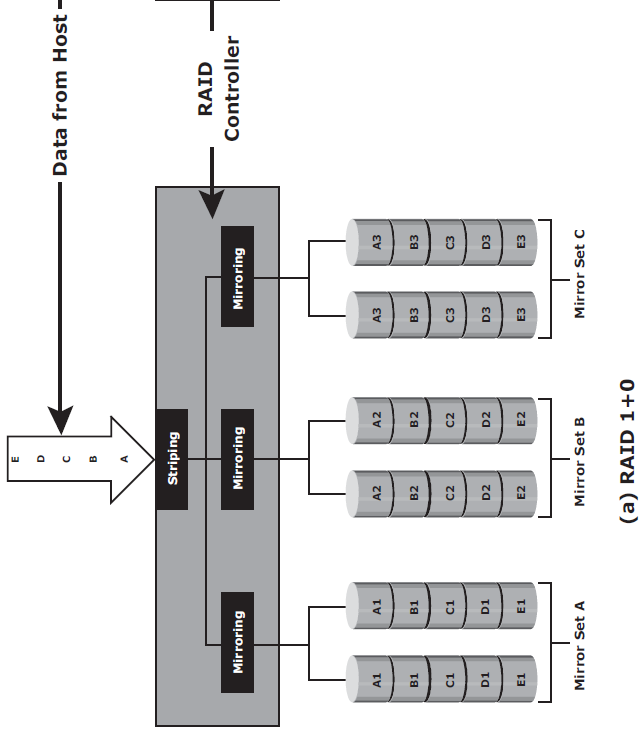 Data from Host
RAID
Controller
E
D
C
B
A
Striping
Mirroring
Mirroring
Mirroring
A1
B1
C1
D1
E1
A1
B1
C1
D1
E1
A2
B2
C2
D2
E2
A2
B2
C2
D2
E2
A3
B3
C3
D3
E3
A3
B3
C3
D3
E3
Mirror Set A
Mirror Set B
Mirror Set C
(a) RAID 1+0